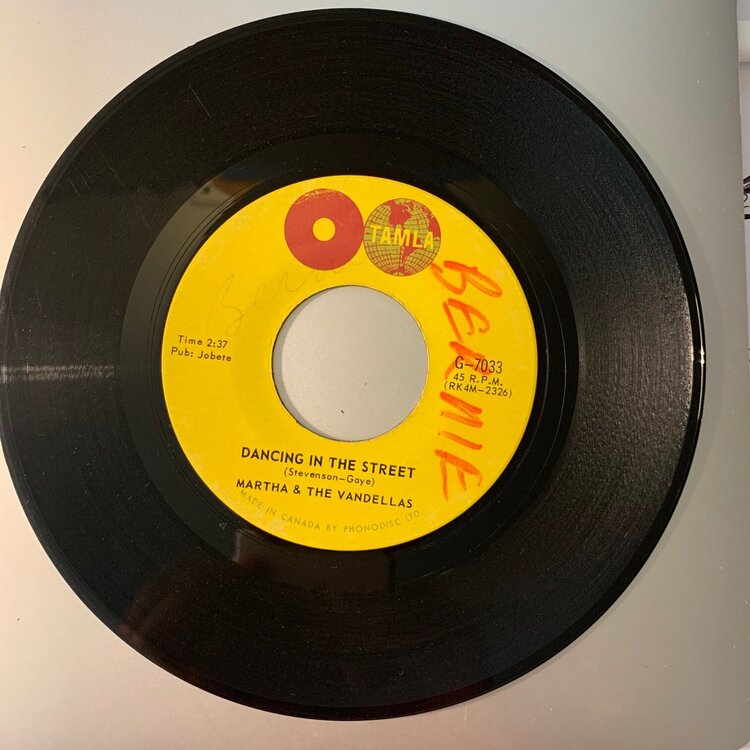 TAMLA
BERNIE
Time 2:37
Pub: Jobete
G-7033
45 R.P.M.
(RK4M-2326)
DANCING IN THE STREET
(Stevenson-Gaye)
MARTHA & THE VANDELLAS
MADE IN CANADA BY PHONODISC LTD.